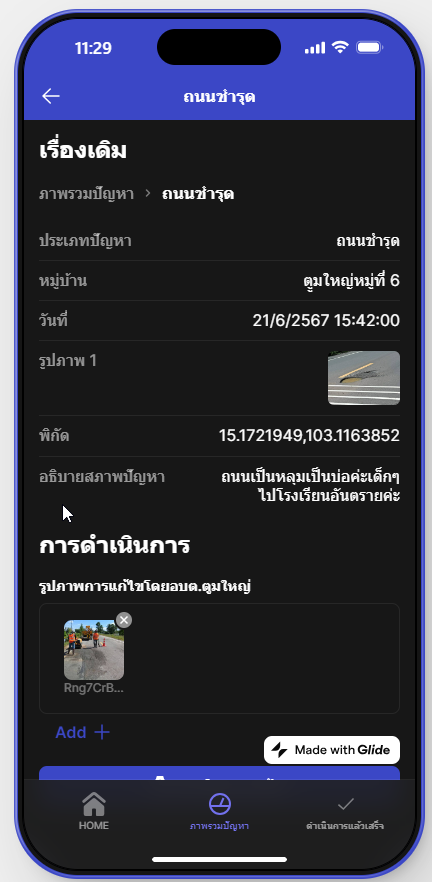 11:29
ถนนชำรุด
เรื่องเดิม
ภาพรวมปัญหา > ถนนชำรุด
ประเภทปัญหา ถนนชำรุด
หมู่บ้าน ตูมใหญ่หมู่ที่ 6
วันที่ 21/6/2567 15:42:00
รูปภาพ 1
พิกัด 15.1721949,103.1163852
อธิบายสภาพปัญหา ถนนเป็นหลุมเป็นบ่อค่ะเด็กๆ
ไปโรงเรียนอันตรายค่ะ
การดำเนินการ
รูปภาพการแก้ไขโดยอบต.ตูมใหญ่
Rng7CrB...
Add +
Made with Glide
HOME ภาพรวมปัญหา ดำเนินการแล้วเสร็จ